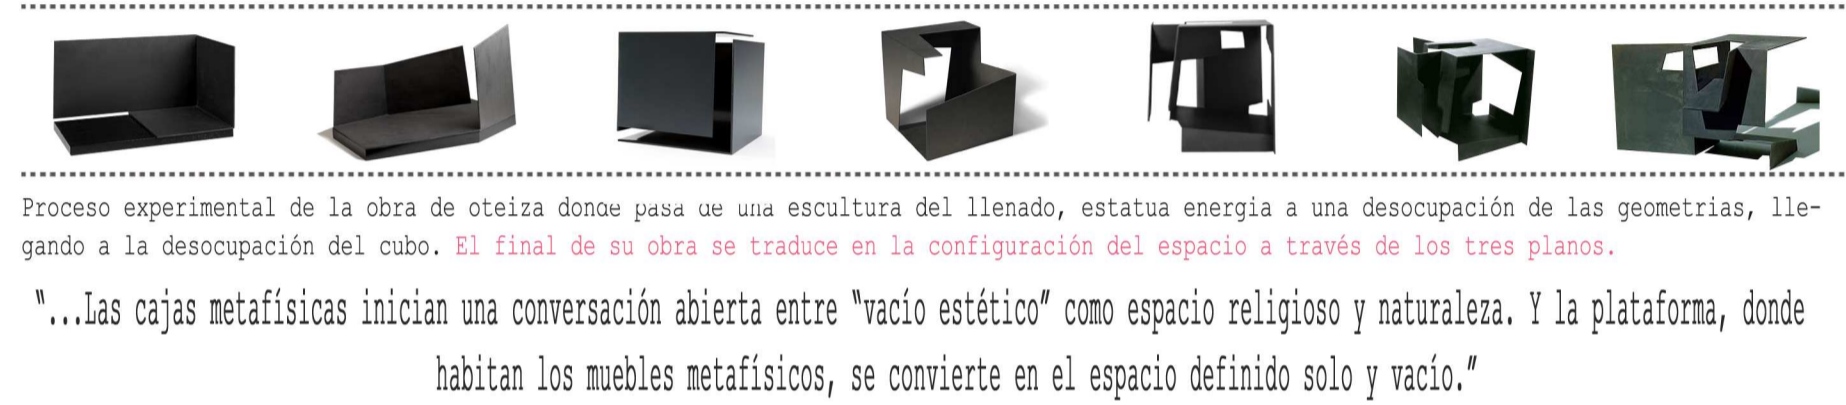 Proceso experimental de la obra de oteiza donde pasa de una escultura del llenado, estatua energia a una desocupación de las geometrias, lle-
gando a la desocupación del cubo. El final de su obra se traduce en la configuración del espacio a través de los tres planos.
"...Las cajas metafísicas inician una conversación abierta entre "vacío estético" como espacio religioso y naturaleza. Y la plataforma, donde
habitan los muebles metafísicos, se convierte en el espacio definido solo y vacío."